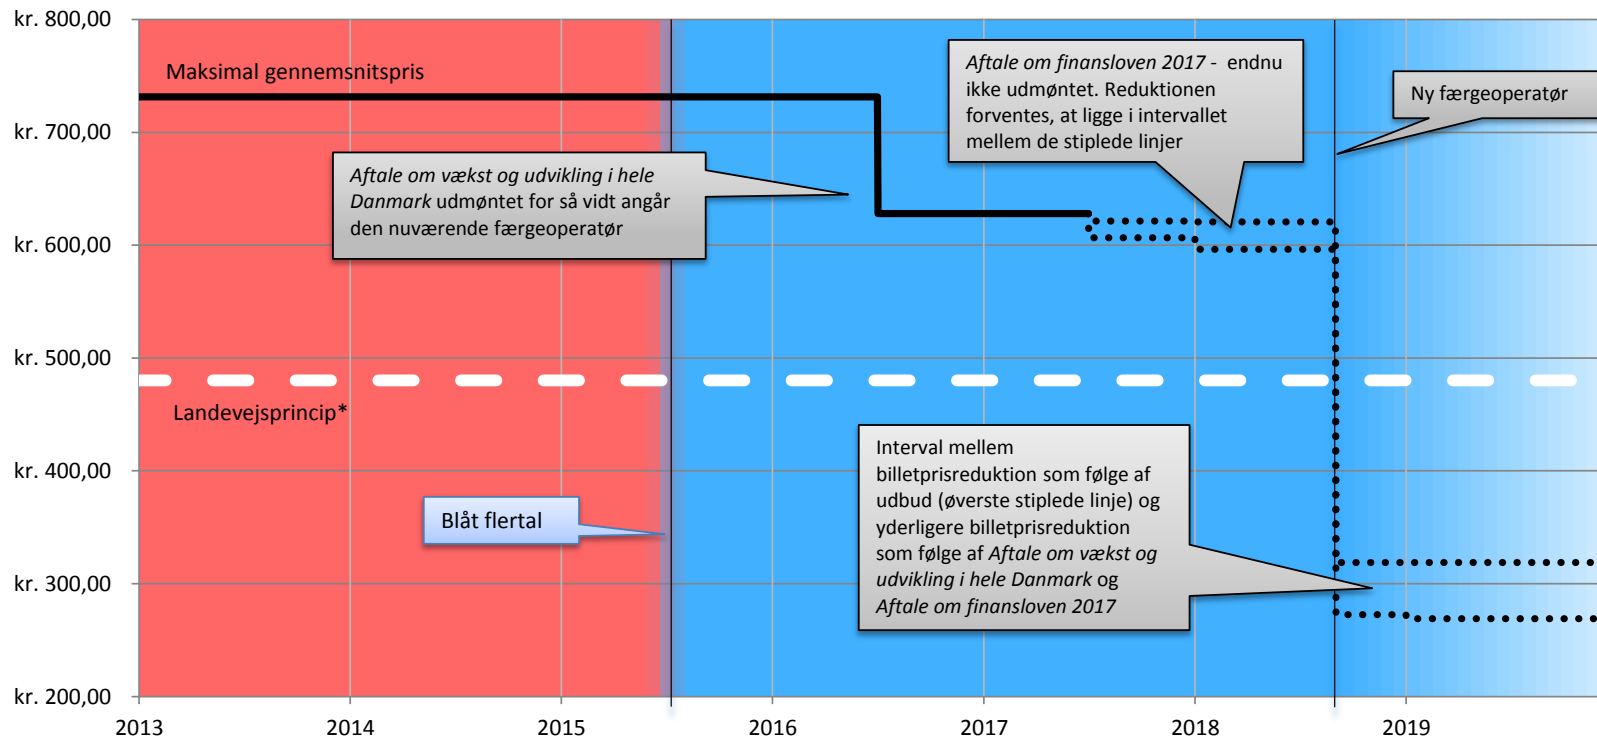 kr. 800,00
kr. 700,00
kr. 600,00
kr. 500,00
kr. 400,00
kr. 300,00
kr. 200,00
Maksimal gennemsnitspris
Aftale om vækst og udvikling i hele
Danmark udmøntet for så vidt angår
den nuværende færgeoperatør
Aftale om finansloven 2017 - endnu
ikke udmøntet. Reduktionen
forventes, at ligge i intervallet
mellem de stiplede linjer
Ny færgeoperatør
Landevejsprincip*
Blåt flertal
Interval mellem
billetprisreduktion som følge af
udbud (øverste stiplede linje) og
yderligere billetprisreduktion
som følge af Aftale om vækst og
udvikling i hele Danmark og
Aftale om finansloven 2017
2013
2014
2015
2016
2017
2018
2019